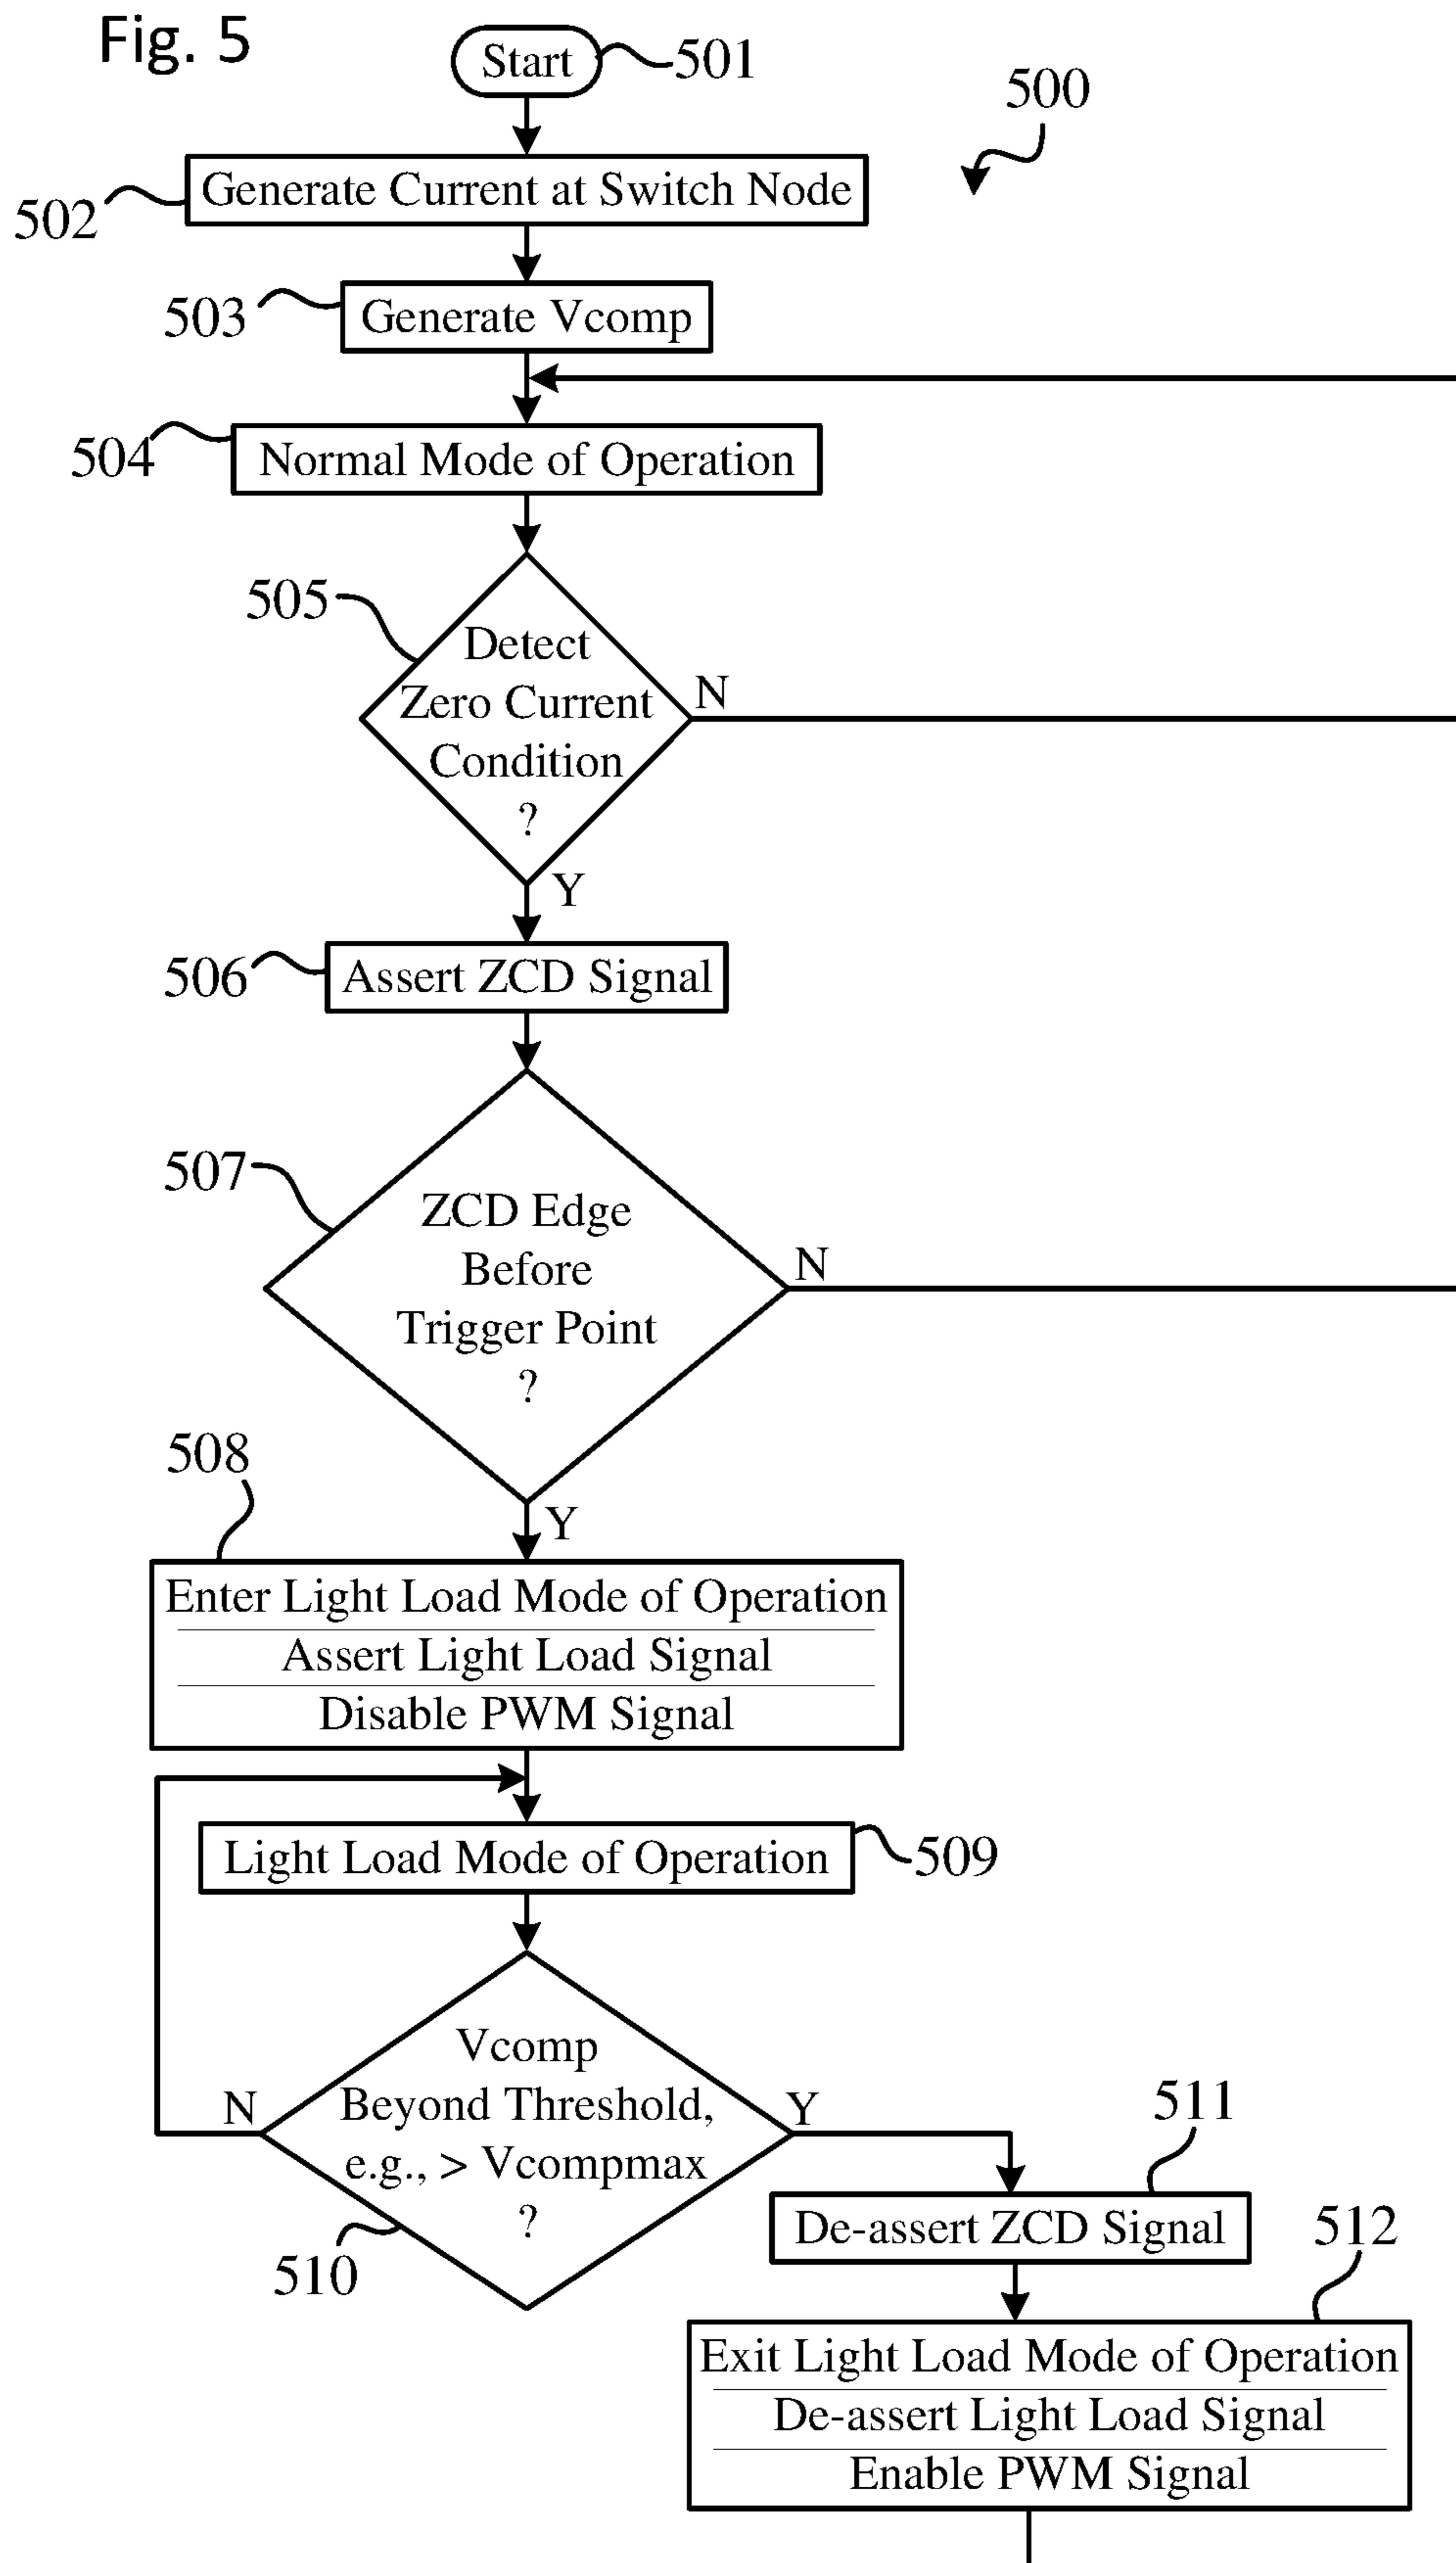 Fig. 5
Start
501
500
Generate Current at Switch Node
502
503
Generate Vcomp
504
Normal Mode of Operation
505
Detect
Zero Current
Condition
?
N
Y
506
Assert ZCD Signal
507
ZCD Edge
Before
Trigger Point
?
N
Y
508
Enter Light Load Mode of Operation
Assert Light Load Signal
Disable PWM Signal
Light Load Mode of Operation
509
Vcomp
Beyond Threshold,
e.g., > Vcompmax
?
N
Y
510
511
De-assert ZCD Signal
512
Exit Light Load Mode of Operation
De-assert Light Load Signal
Enable PWM Signal